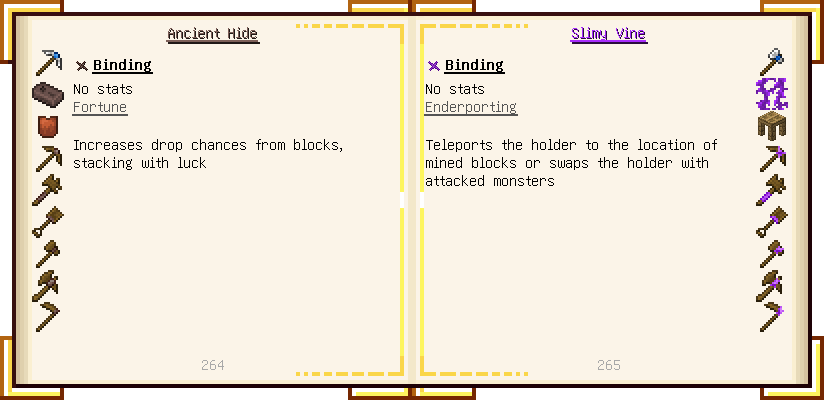 Ancient Hide
Binding
No stats
Fortune
Increases drop chances from blocks,
stacking with luck
264
Slimy Vine
Binding
No stats
Enderporting
Teleports the holder to the location of
mined blocks or swaps the holder with
attacked monsters
265